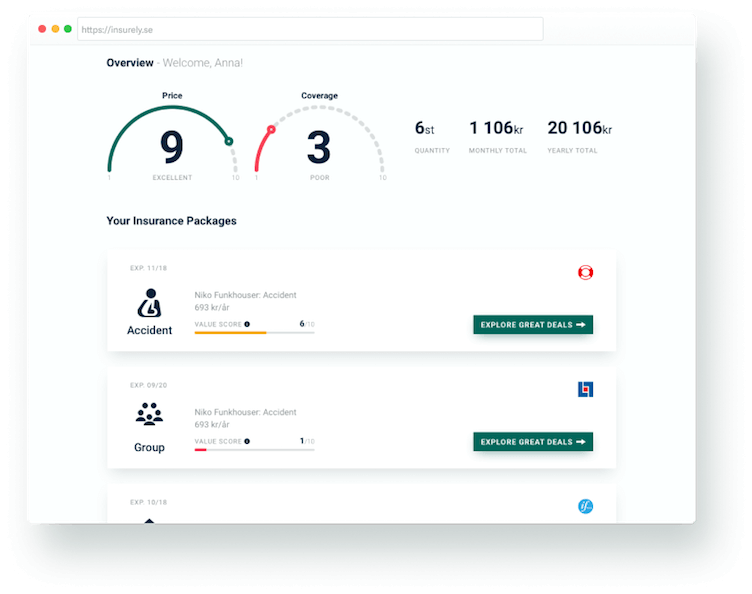 https://insurely.se
Overview - Welcome, Anna!
Price
9
EXCELLENT
1
10
Coverage
3
POOR
1
10
6st
QUANTITY
1 106kr
MONTHLY TOTAL
20 106kr
YEARLY TOTAL
Your Insurance Packages
EXP. 11/18
Accident
Niko Funkhouser: Accident
693 kr/år
VALUE SCORE
6/10
EXPLORE GREAT DEALS
EXP. 09/20
Group
Niko Funkhouser: Accident
693 kr/år
VALUE SCORE
1/10
EXPLORE GREAT DEALS
EXP. 10/18
if...